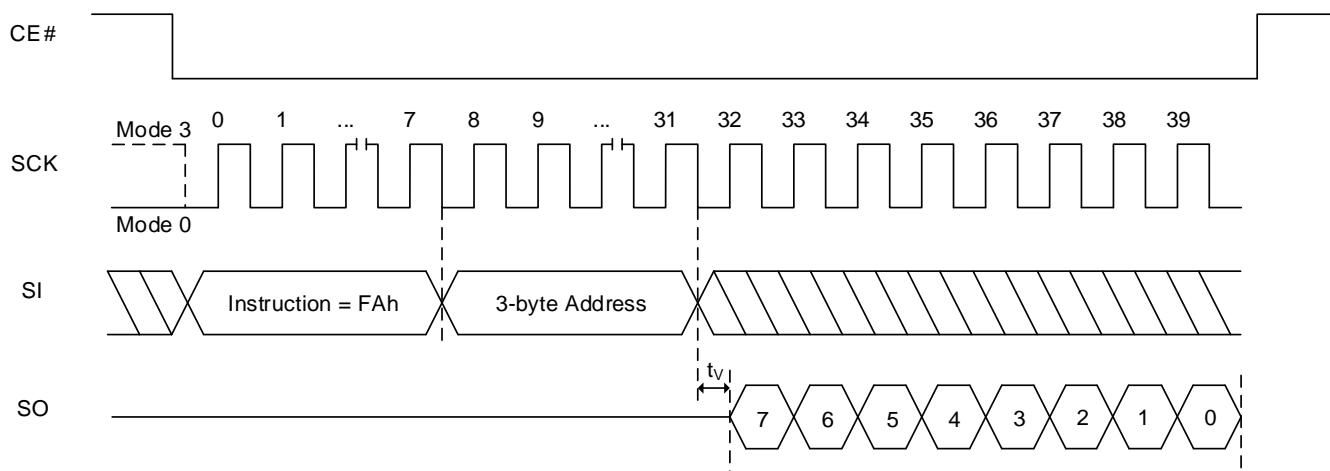 CE#
0 1 ... 7 8 9 ... 31 32 33 34 35 36 37 38 39
Mode 3
SCK
Mode 0
SI
Instruction = FAh
3-byte Address
tV
SO
7 6 5 4 3 2 1 0